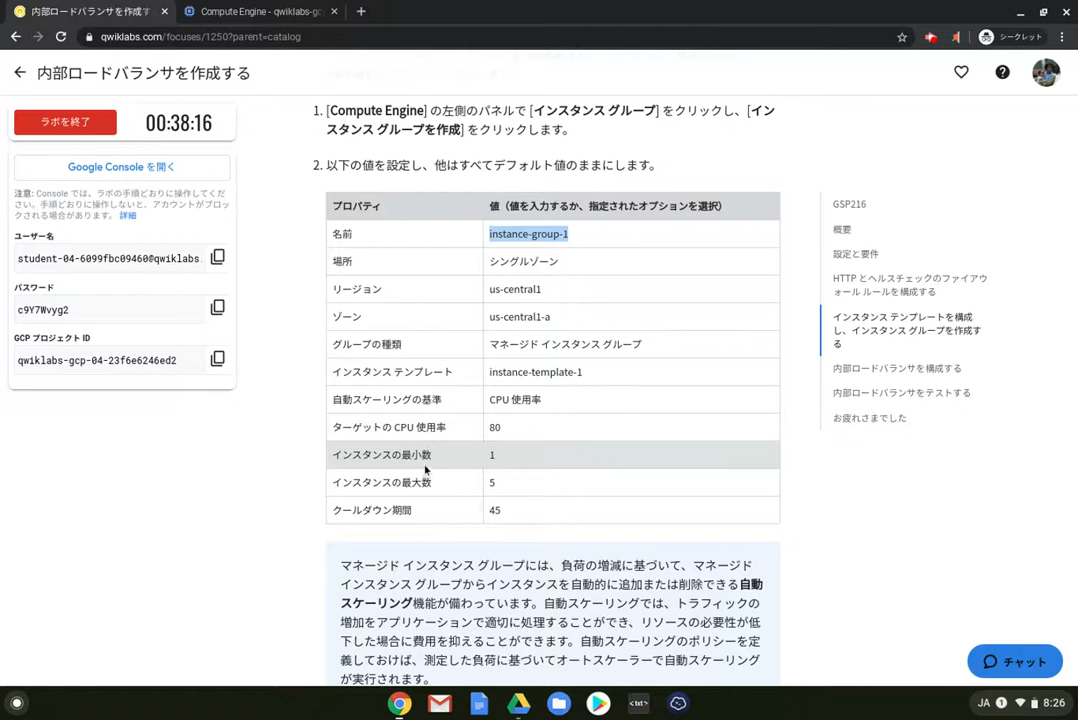 内部ロードバランサを作成す
Compute Engine - qwiklabs-gc
qwiklabs.com/focuses/1250?parent=catalog
シークレット
内部ロードバランサを作成する
ラボを終了
00:38:16
Google Console を開く
注意: Console では、ラボの手順どおりに操作してくだ
さい。手順どおりに操作しないと、アカウントがブロッ
クされる場合があります。 詳細
ユーザー名
student-04-6099fbc09460@qwiklabs.
パスワード
c9Y7Wvyg2
GCP プロジェクト ID
qwiklabs-gcp-04-23f6e6246ed2
1. [Compute Engine] の左側のパネルで [インスタンス グループ] をクリックし、[イン
スタンス グループを作成] をクリックします。
2. 以下の値を設定し、他はすべてデフォルト値のままにします。
プロパティ 値（値を入力するか、指定されたオプションを選択）
名前 instance-group-1
場所 シングルゾーン
リージョン us-central1
ゾーン us-central1-a
グループの種類 マネージド インスタンス グループ
インスタンス テンプレート instance-template-1
自動スケーリングの基準 CPU 使用率
ターゲットの CPU 使用率 80
インスタンスの最小数 1
インスタンスの最大数 5
クールダウン期間 45
マネージド インスタンス グループには、負荷の増減に基づいて、マネージド
インスタンス グループからインスタンスを自動的に追加または削除できる自動
スケーリング機能が備わっています。自動スケーリングでは、トラフィックの
増加をアプリケーションで適切に処理することができ、リソースの必要性が低
下した場合に費用を抑えることができます。自動スケーリングのポリシーを定
義しておけば、測定した負荷に基づいてオートスケーラーで自動スケーリング
が実行されます。
GSP216
概要
設定と要件
HTTP とヘルスチェックのファイアウ
ォール ルールを構成する
インスタンス テンプレートを構成
し、インスタンス グループを作成す
る
内部ロードバランサを構成する
内部ロードバランサをテストする
お疲れさまでした
チャット
<txt>
JA 1 8:26